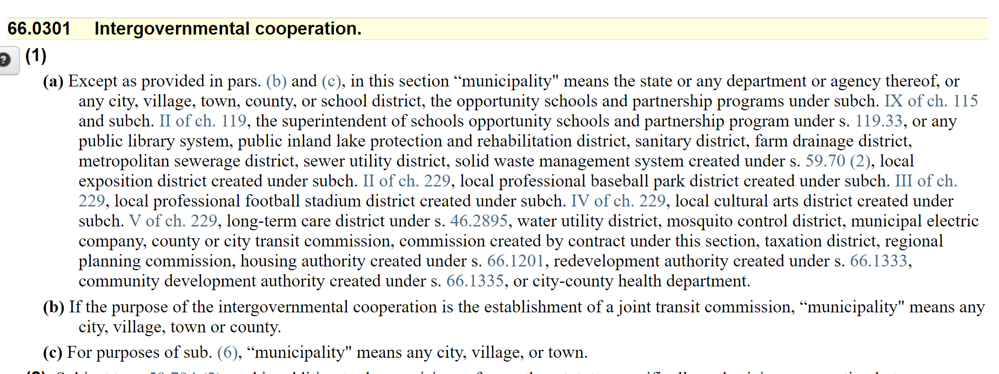 66.0301 Intergovernmental cooperation.
(1)
(a) Except as provided in pars. (b) and (c), in this section “municipality" means the state or any department or agency thereof, or
any city, village, town, county, or school district, the opportunity schools and partnership programs under subch. IX of ch. 115
and subch. II of ch. 119, the superintendent of schools opportunity schools and partnership program under s. 119.33, or any
public library system, public inland lake protection and rehabilitation district, sanitary district, farm drainage district,
metropolitan sewerage district, sewer utility district, solid waste management system created under s. 59.70 (2), local
exposition district created under subch. II of ch. 229, local professional baseball park district created under subch. III of ch.
229, local professional football stadium district created under subch. IV of ch. 229, local cultural arts district created under
subch. V of ch. 229, long-term care district under s. 46.2895, water utility district, mosquito control district, municipal electric
company, county or city transit commission, commission created by contract under this section, taxation district, regional
planning commission, housing authority created under s. 66.1201, redevelopment authority created under s. 66.1333,
community development authority created under s. 66.1335, or city-county health department.
(b) If the purpose of the intergovernmental cooperation is the establishment of a joint transit commission, “municipality" means any
city, village, town or county.
(c) For purposes of sub. (6), “municipality" means any city, village, or town.